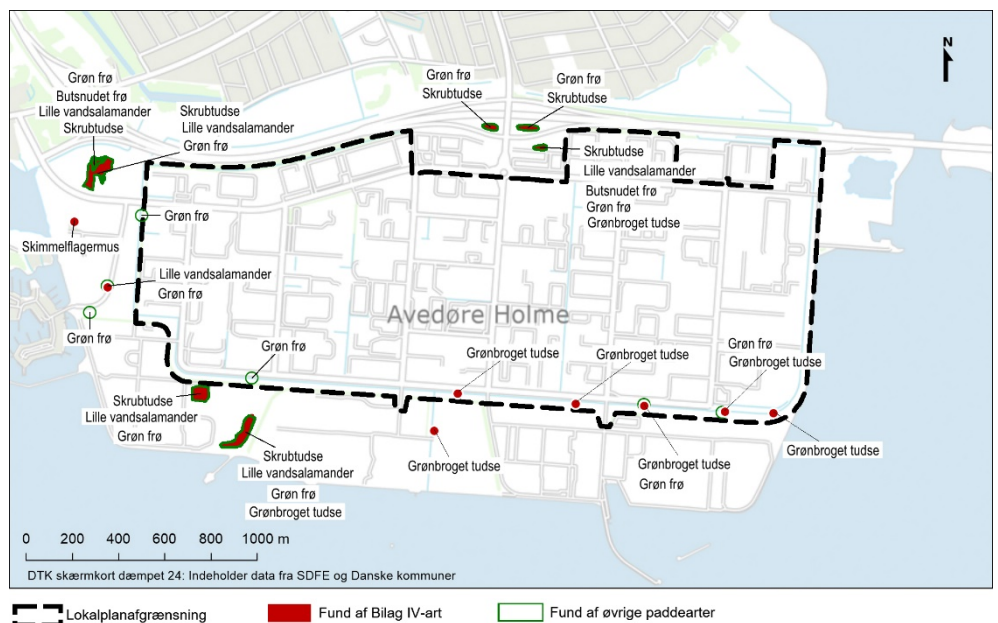 Grøn frø
Butsnudet frø
Lille vandsalamander
Skrubtudse
Skrubtudse
Lille vandsalamander
Grøn frø
Grøn frø
Skrubtudse
Grøn frø
Skrubtudse
N
Skrubtudse
Lille vandsalamander
Butsnudet frø
Grøn frø
Grønbroget tudse
Grøn frø
Skimmelflagermus
Lille vandsalamander
Grøn frø
Grøn frø
Avedøre Holme
Grøn frø
Grønbroget tudse
Grønbroget tudse
Grøn frø
Grønbroget tudse
Skrubtudse
Lille vandsalamander
Grøn frø
Skrubtudse
Lille vandsalamander
Grøn frø
Grønbroget tudse
Grønbroget tudse
Grønbroget tudse
Grøn frø
Grønbroget tudse
0 200 400 600 800 1000 m
DTK skærmkort dæmpet 24: Indeholder data fra SDFE og Danske kommuner
Lokalplanafgrænsning
Fund af Bilag IV-art
Fund af øvrige paddearter